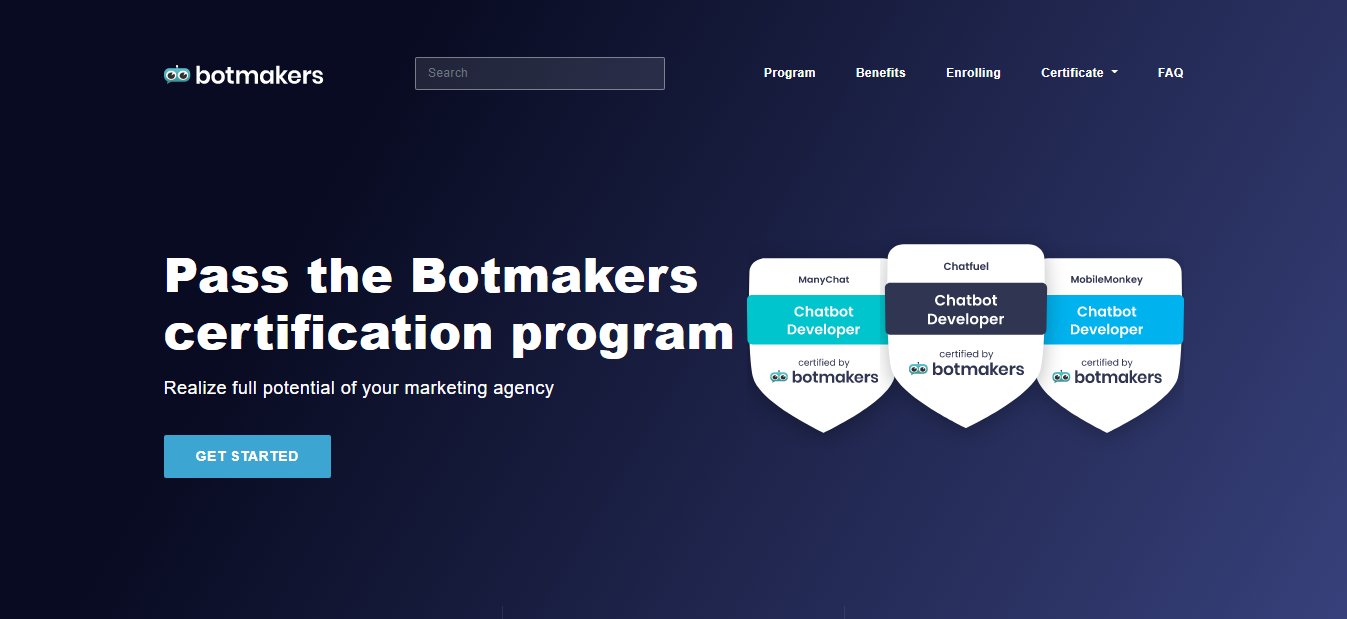 botmakers
Search
Program
Benefits
Enrolling
Certificate
FAQ
Pass the Botmakers
certification program
Realize full potential of your marketing agency
GET STARTED
ManyChat
Chatbot
Developer
certified by
botmakers
Chatfuel
Chatbot
Developer
certified by
botmakers
MobileMonkey
Chatbot
Developer
certified by
botmakers